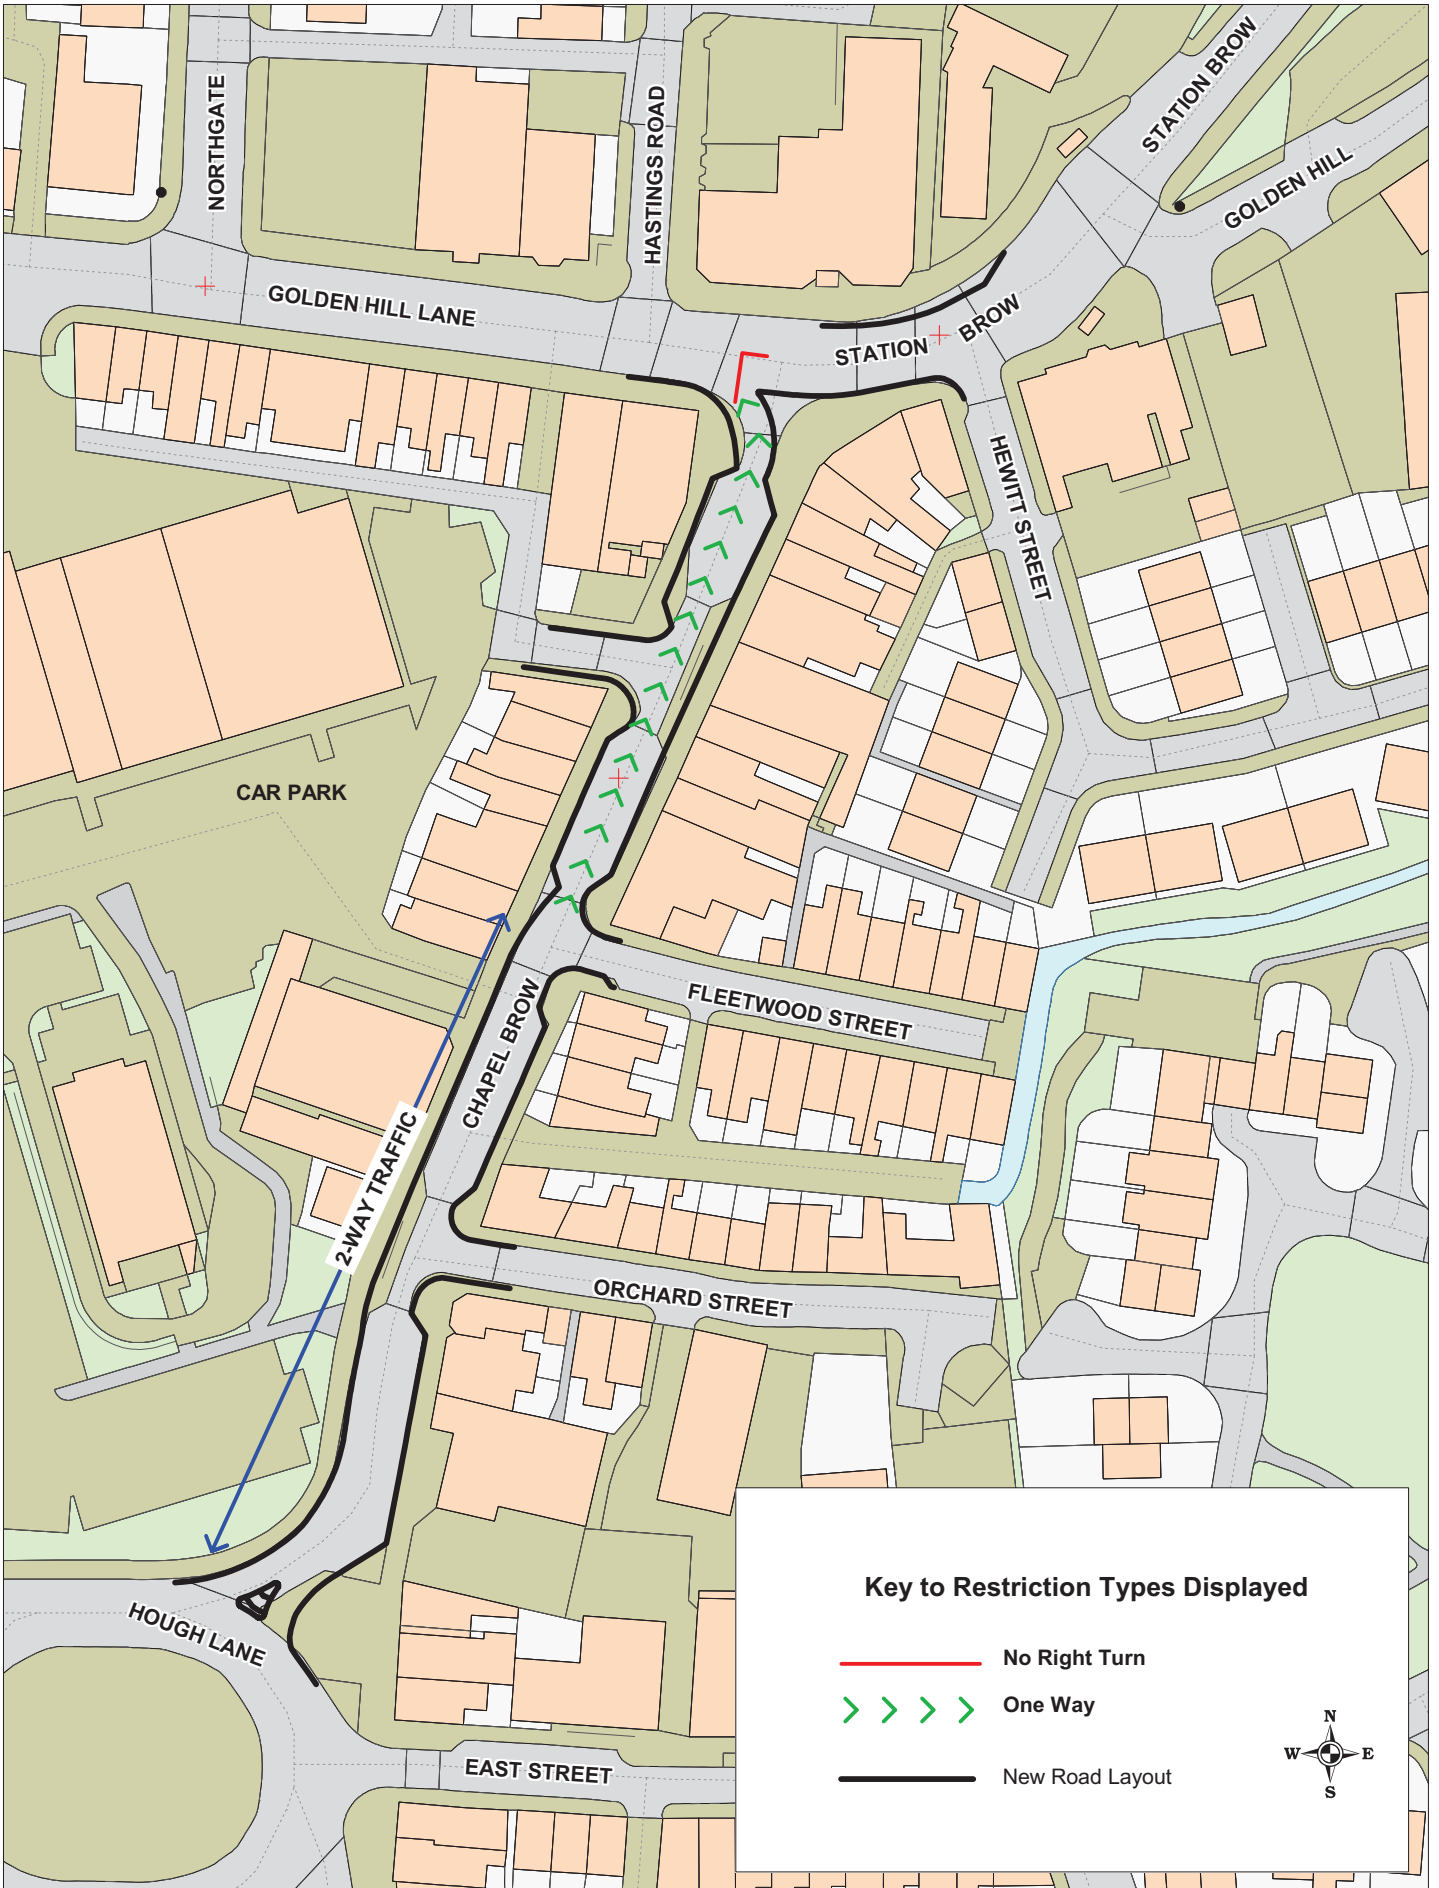 STATION BROW
NORTHGATE
HASTINGS ROAD
GOLDEN HILL
GOLDEN HILL LANE
STATION BROW
HEWITT STREET
CAR PARK
FLEETWOOD STREET
CHAPEL BROW
2-WAY TRAFFIC
ORCHARD STREET
HOUGH LANE
EAST STREET
Key to Restriction Types Displayed
No Right Turn
One Way
New Road Layout
N
W E
S